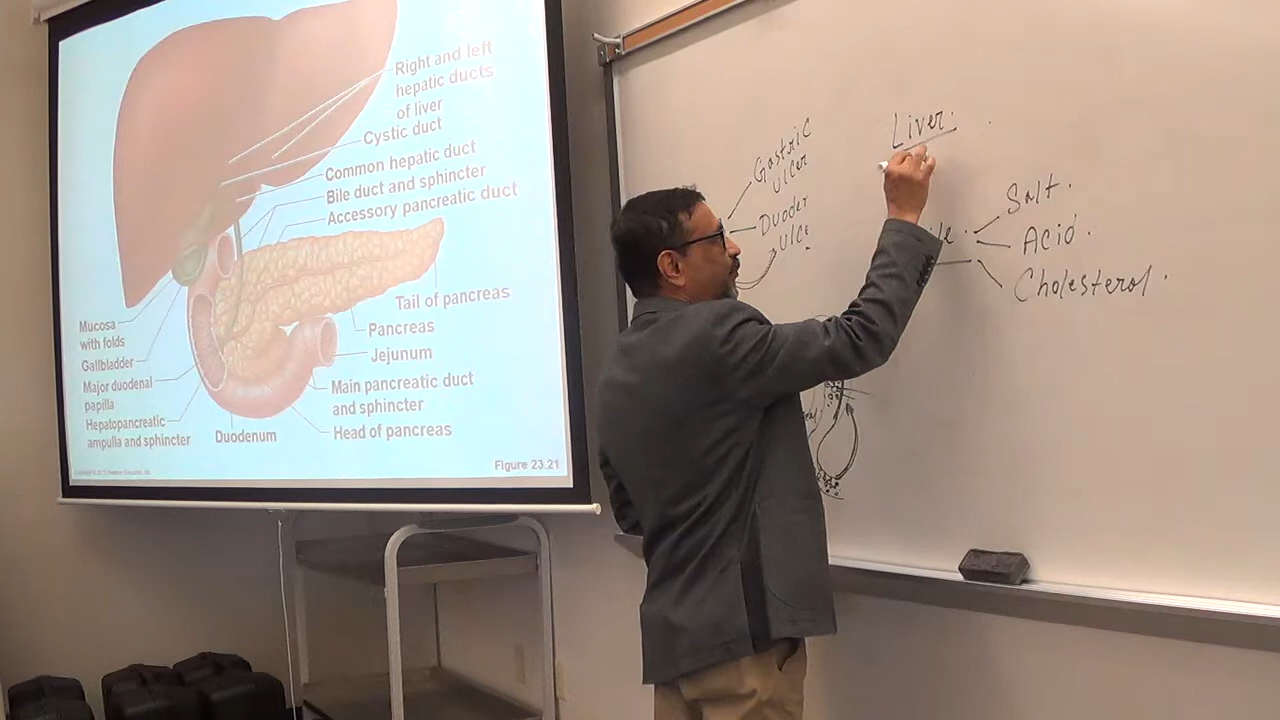 Right and left
hepatic ducts
of liver
Cystic duct
Common hepatic duct
Bile duct and sphincter
Accessory pancreatic duct
Tail of pancreas
Pancreas
Jejunum
Main pancreatic duct
and sphincter
Head of pancreas
Mucosa
with folds
Gallbladder
Major duodenal
papilla
Hepatopancreatic
ampulla and sphincter
Duodenum
Figure 23.21
Gastric
Ulcer
Duoden
Ulce
Liver.
Salt.
Acid.
Cholesterol.